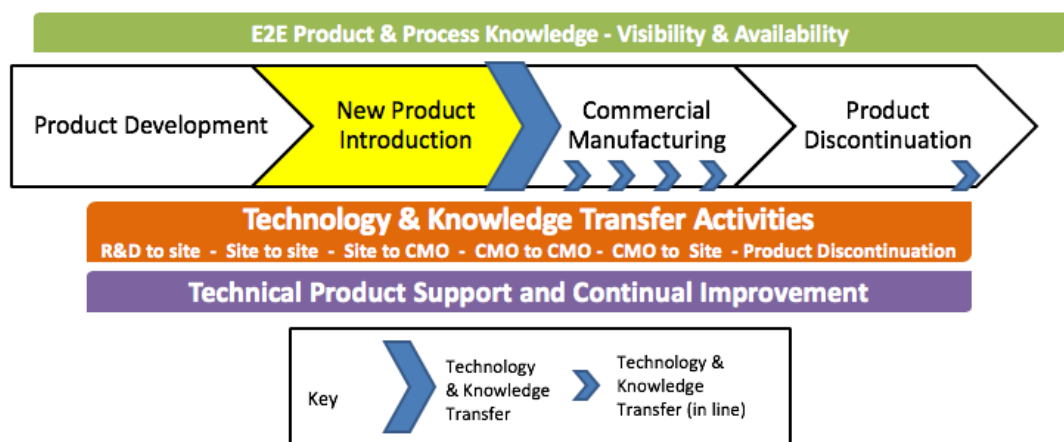 E2E Product & Process Knowledge - Visibility & Availability
Product Development
New Product
Introduction
Commercial
Manufacturing
Product
Discontinuation
Technology & Knowledge Transfer Activities
R&D to site - Site to site - Site to CMO - CMO to CMO - CMO to Site - Product Discontinuation
Technical Product Support and Continual Improvement
Key
Technology
& Knowledge
Transfer
Technology &
Knowledge
Transfer (in line)